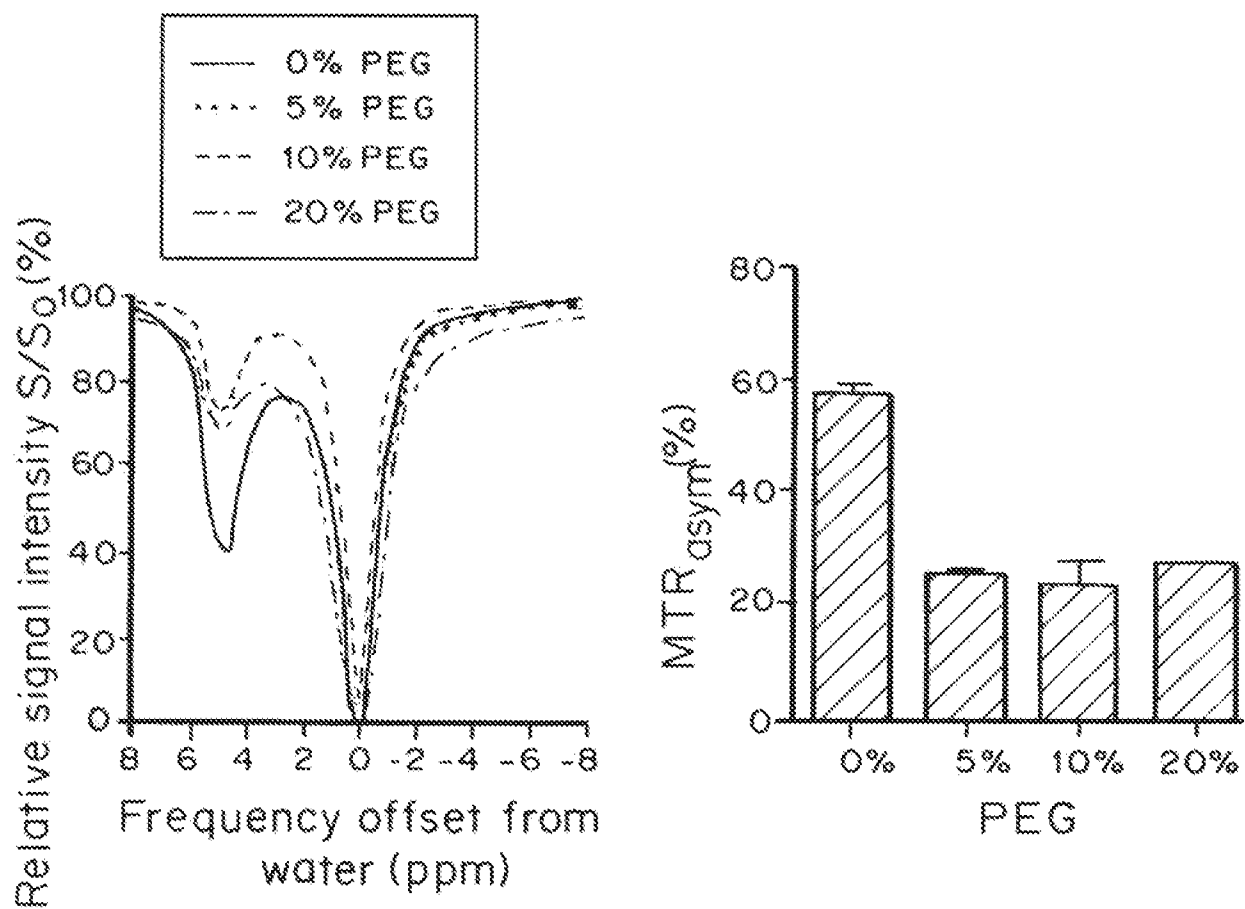 0% PEG
5% PEG
10% PEG
20% PEG
Relative signal intensity S/S0 (%)
100
80
60
40
20
0
8 6 4 2 0 -2 -4 -6 -8
Frequency offset from
water (ppm)
MTRasym(%)
80
60
40
20
0
0% 5% 10% 20%
PEG